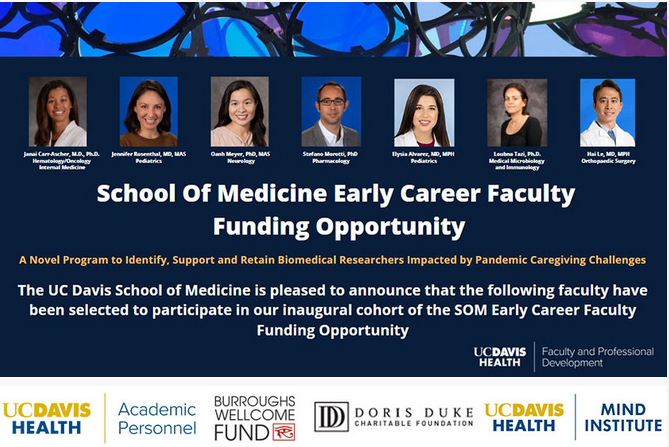 Janai Carr-Ascher, M.D., Ph.D.
Hematology/Oncology
Internal Medicine
Jennifer Rosenthal, MD, MAS
Pediatrics
Oanh Meyer, PhD, MAS
Neurology
Stefano Morotti, PhD
Pharmacology
Elysia Alvarez, MD, MPH
Pediatrics
Loubna Tazi, Ph.D.
Medical Microbiology
and Immunology
Hai Le, MD, MPH
Orthopaedic Surgery
School Of Medicine Early Career Faculty
Funding Opportunity
A Novel Program to Identify, Support and Retain Biomedical Researchers Impacted by Pandemic Caregiving Challenges
The UC Davis School of Medicine is pleased to announce that the following faculty have
been selected to participate in our inaugural cohort of the SOM Early Career Faculty
Funding Opportunity
UCDAVIS
HEALTH
Faculty and Professional
Development
UCDAVIS
HEALTH
Academic
Personnel
BURROUGHS
WELLCOME
FUND
DORIS DUKE
CHARITABLE FOUNDATION
UCDAVIS
HEALTH
MIND
INSTITUTE